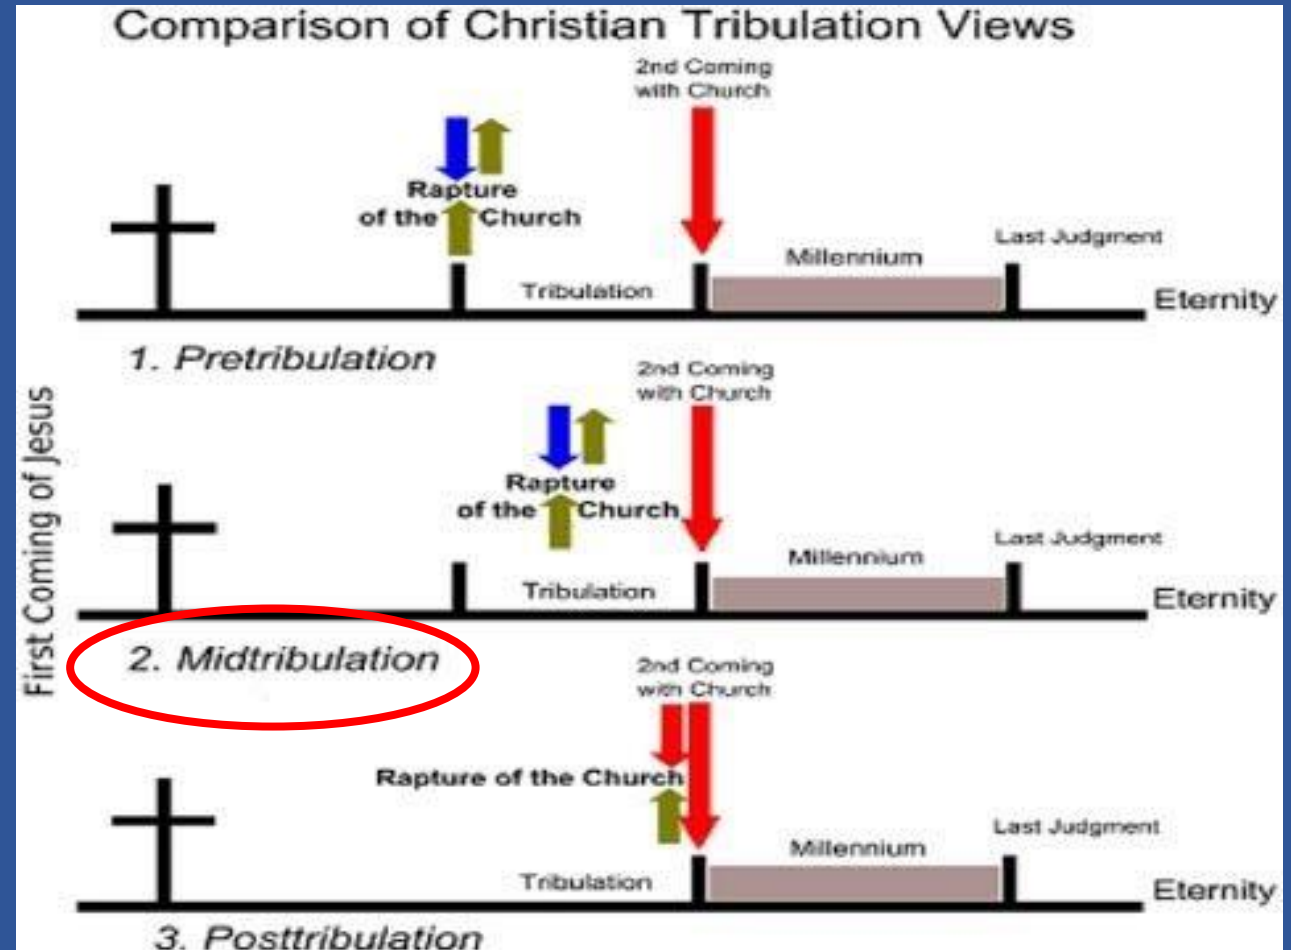 Comparison of Christian Tribulation Views
2nd Coming
with Church
Rapture
of the Church
Last Judgment
Millennium
Tribulation
Eternity
1. Pretribulation
First Coming of Jesus
2nd Coming
with Church
Rapture
of the Church
Last Judgment
Millennium
Tribulation
Eternity
2. Midtribulation
2nd Coming
with Church
Rapture of the Church
Last Judgment
Millennium
Tribulation
Eternity
3. Posttribulation